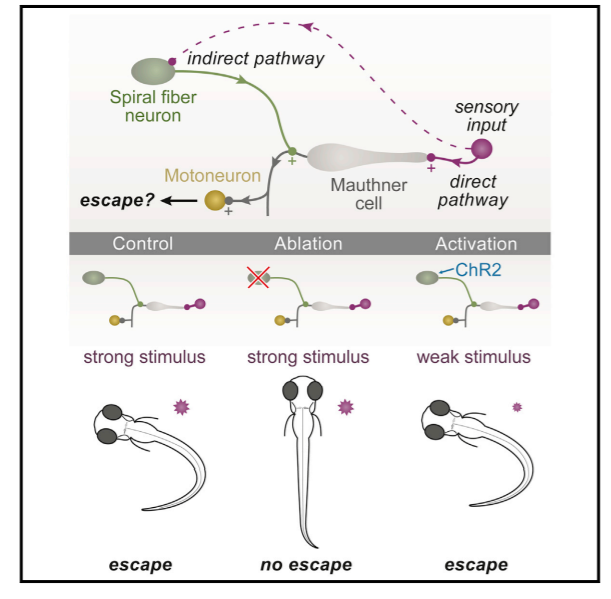 indirect pathway
Spiral fiber
neuron
sensory
input
Motoneuron
+
+
Mauthner
cell
direct
pathway
escape?
+
Control
Ablation
Activation
ChR2
strong stimulus
strong stimulus
weak stimulus
escape
no escape
escape